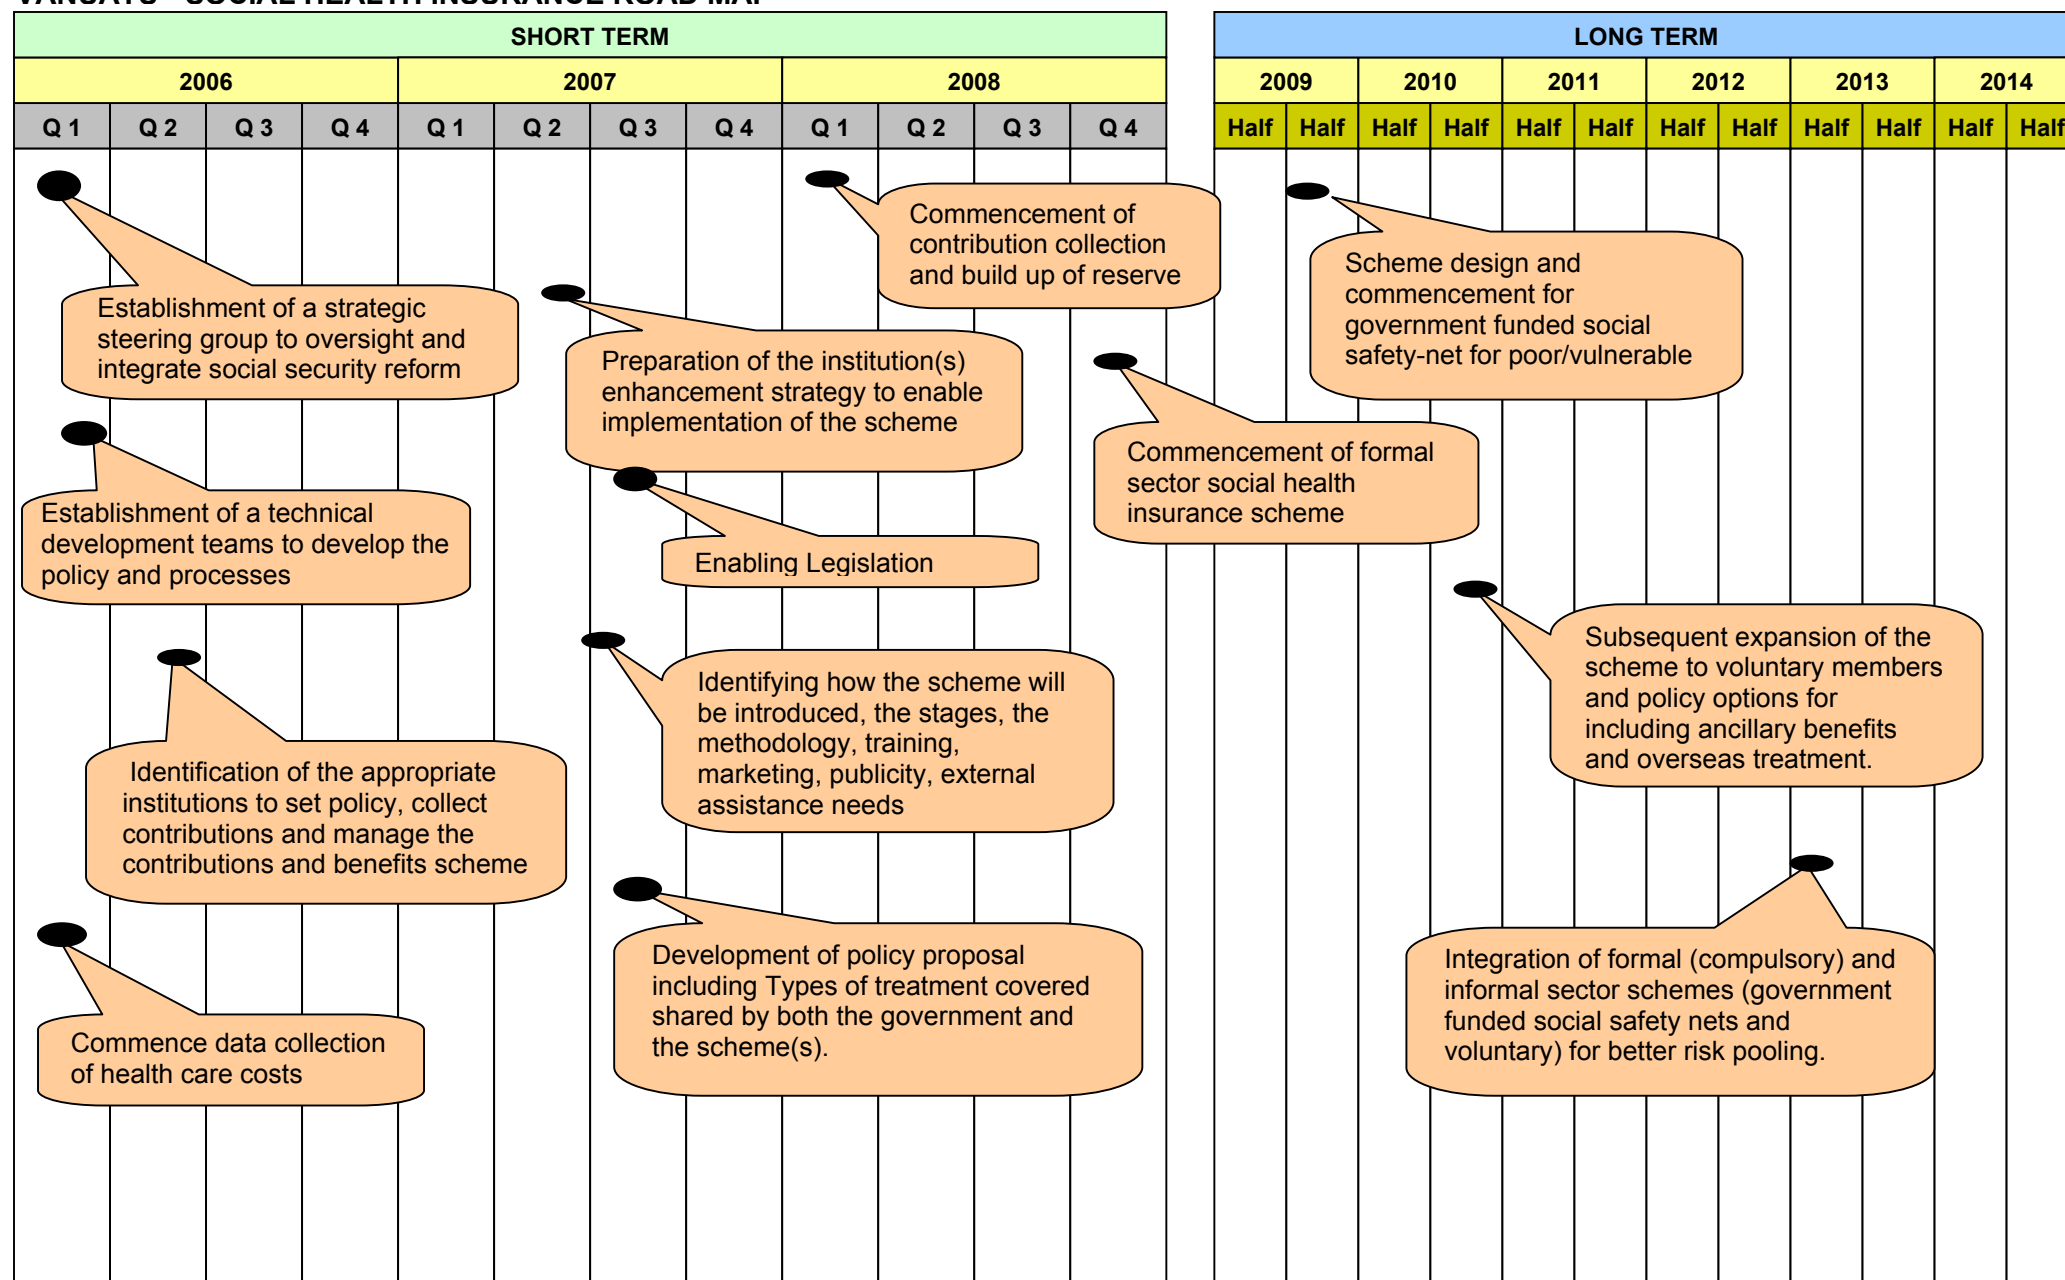 SHORT TERM
LONG TERM
2006 2007 2008 2009 2010 2011 2012 2013 2014
Q 1 Q 2 Q 3 Q 4 Q 1 Q 2 Q 3 Q 4 Q 1 Q 2 Q 3 Q 4 Half Half Half Half Half Half Half Half Half Half Half Half
Establishment of a strategic
steering group to oversight and
integrate social security reform
Establishment of a technical
development teams to develop the
policy and processes
Identification of the appropriate
institutions to set policy, collect
contributions and manage the
contributions and benefits scheme
Commence data collection
of health care costs
Preparation of the institution(s)
enhancement strategy to enable
implementation of the scheme
Enabling Legislation
Identifying how the scheme will
be introduced, the stages, the
methodology, training,
marketing, publicity, external
assistance needs
Development of policy proposal
including Types of treatment covered
shared by both the government and
the scheme(s).
Commencement of
contribution collection
and build up of reserve
Commencement of formal
sector social health
insurance scheme
Scheme design and
commencement for
government funded social
safety-net for poor/vulnerable
Subsequent expansion of the
scheme to voluntary members
and policy options for
including ancillary benefits
and overseas treatment.
Integration of formal (compulsory) and
informal sector schemes (government
funded social safety nets and
voluntary) for better risk pooling.